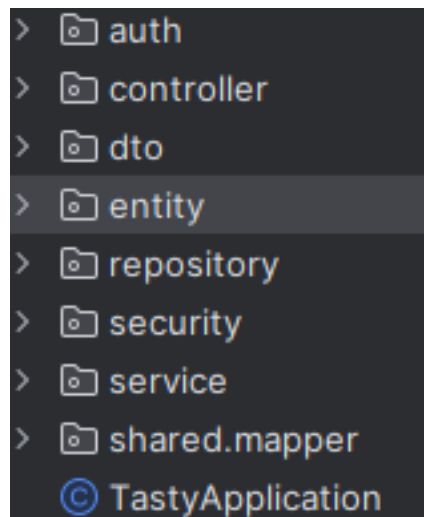 auth
controller
dto
entity
repository
security
service
shared.mapper
TastyApplication